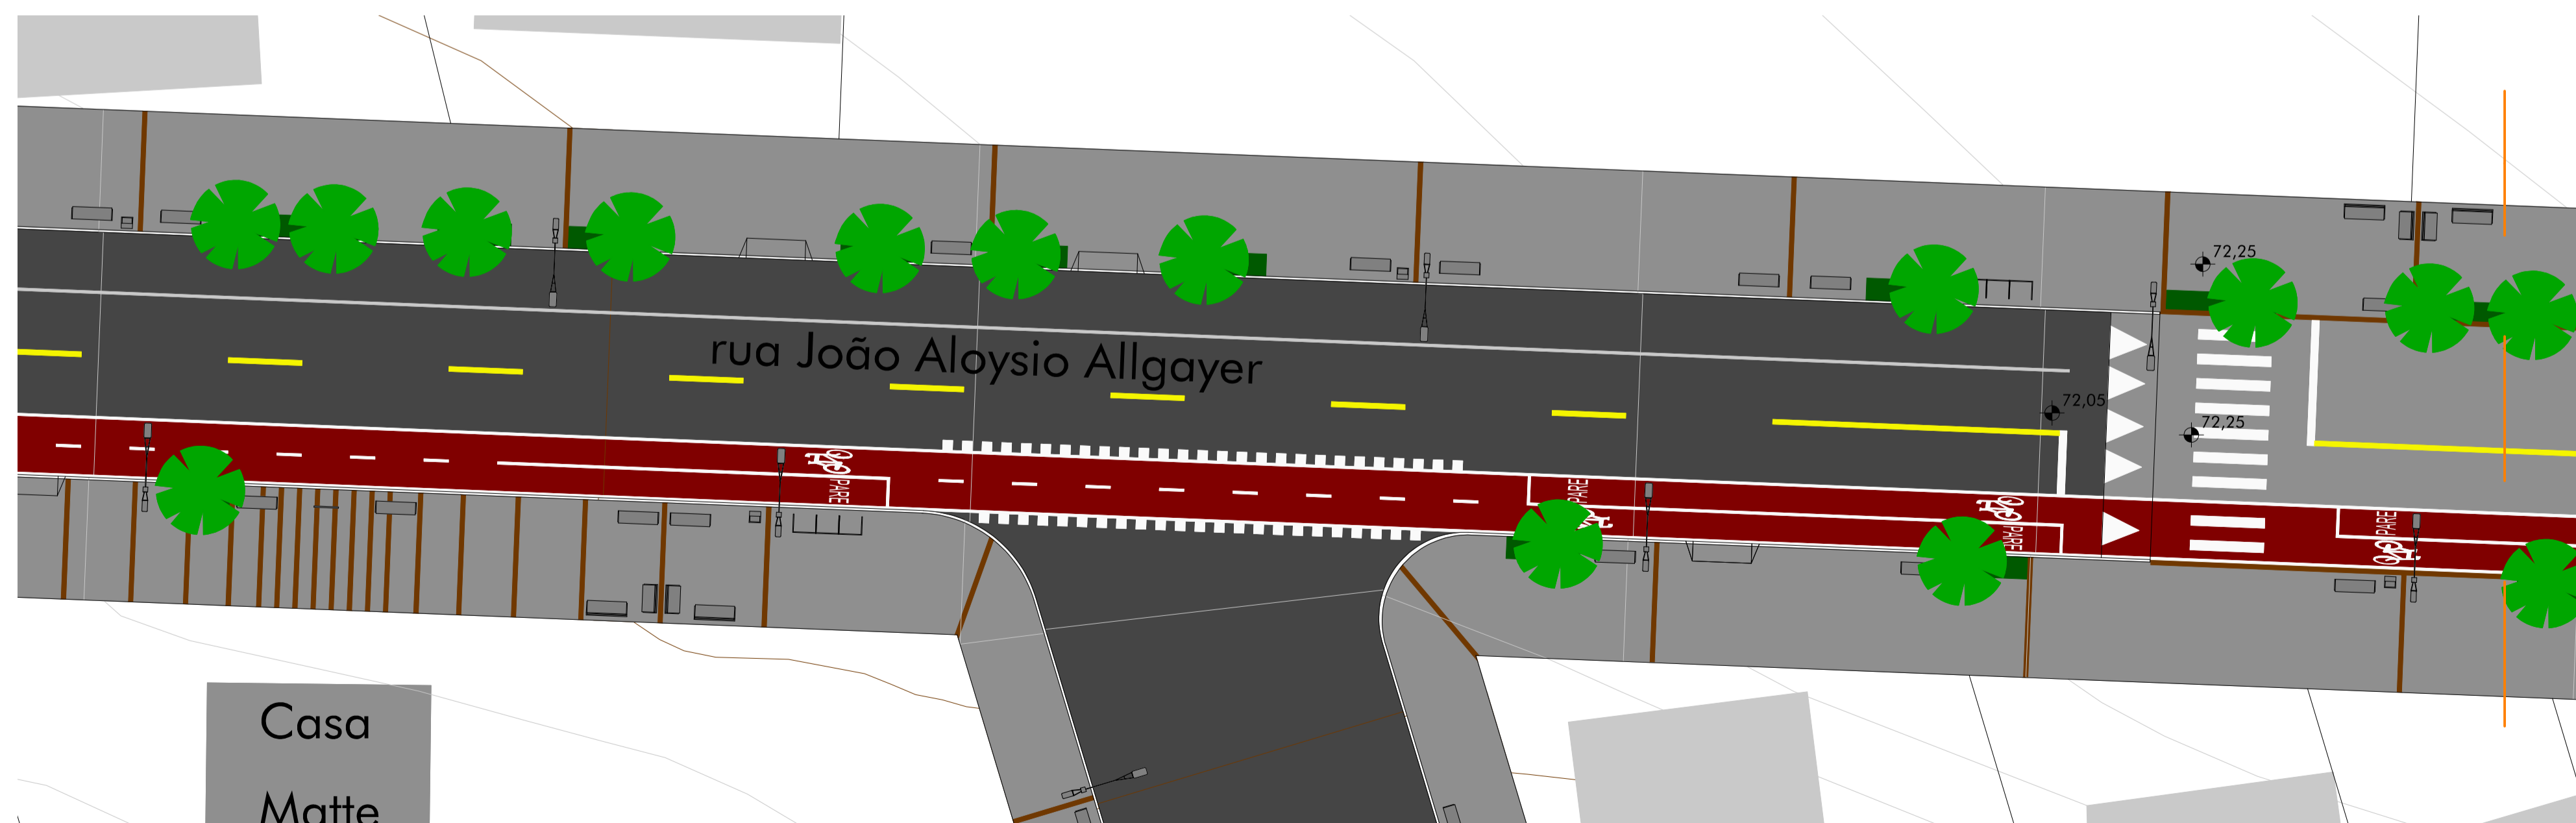 72,25
rua João Aloysio Allgayer
72,05
72,25
PARE
PARE
PARE
PARE
Casa
Matte